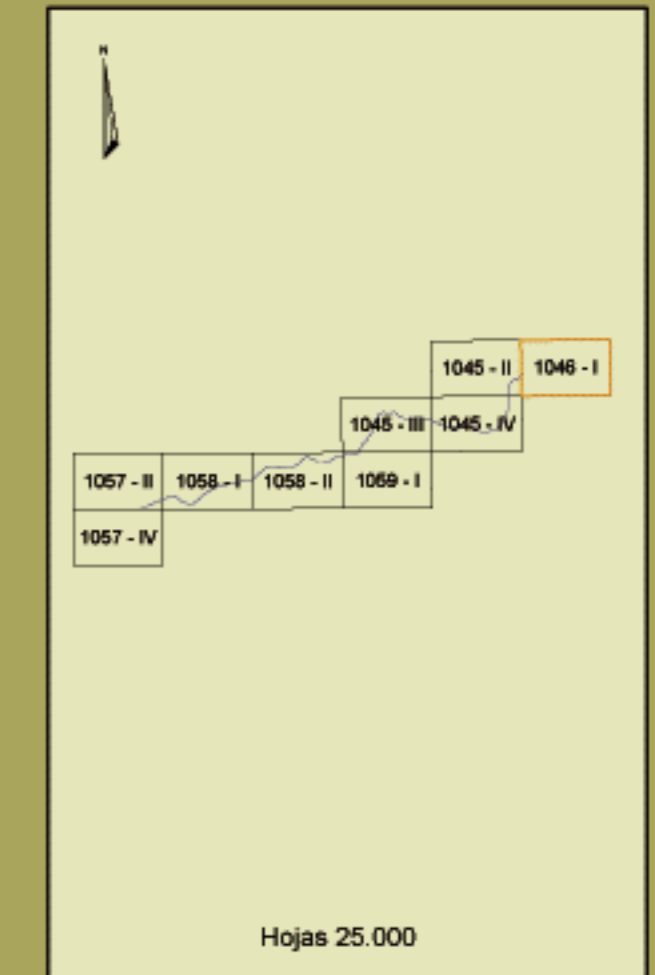 N
1045 - II 1046 - I
1045 - III 1045 - IV
1057 - II 1058 - I 1058 - II 1059 - I
1057 - IV
Hojas 25.000